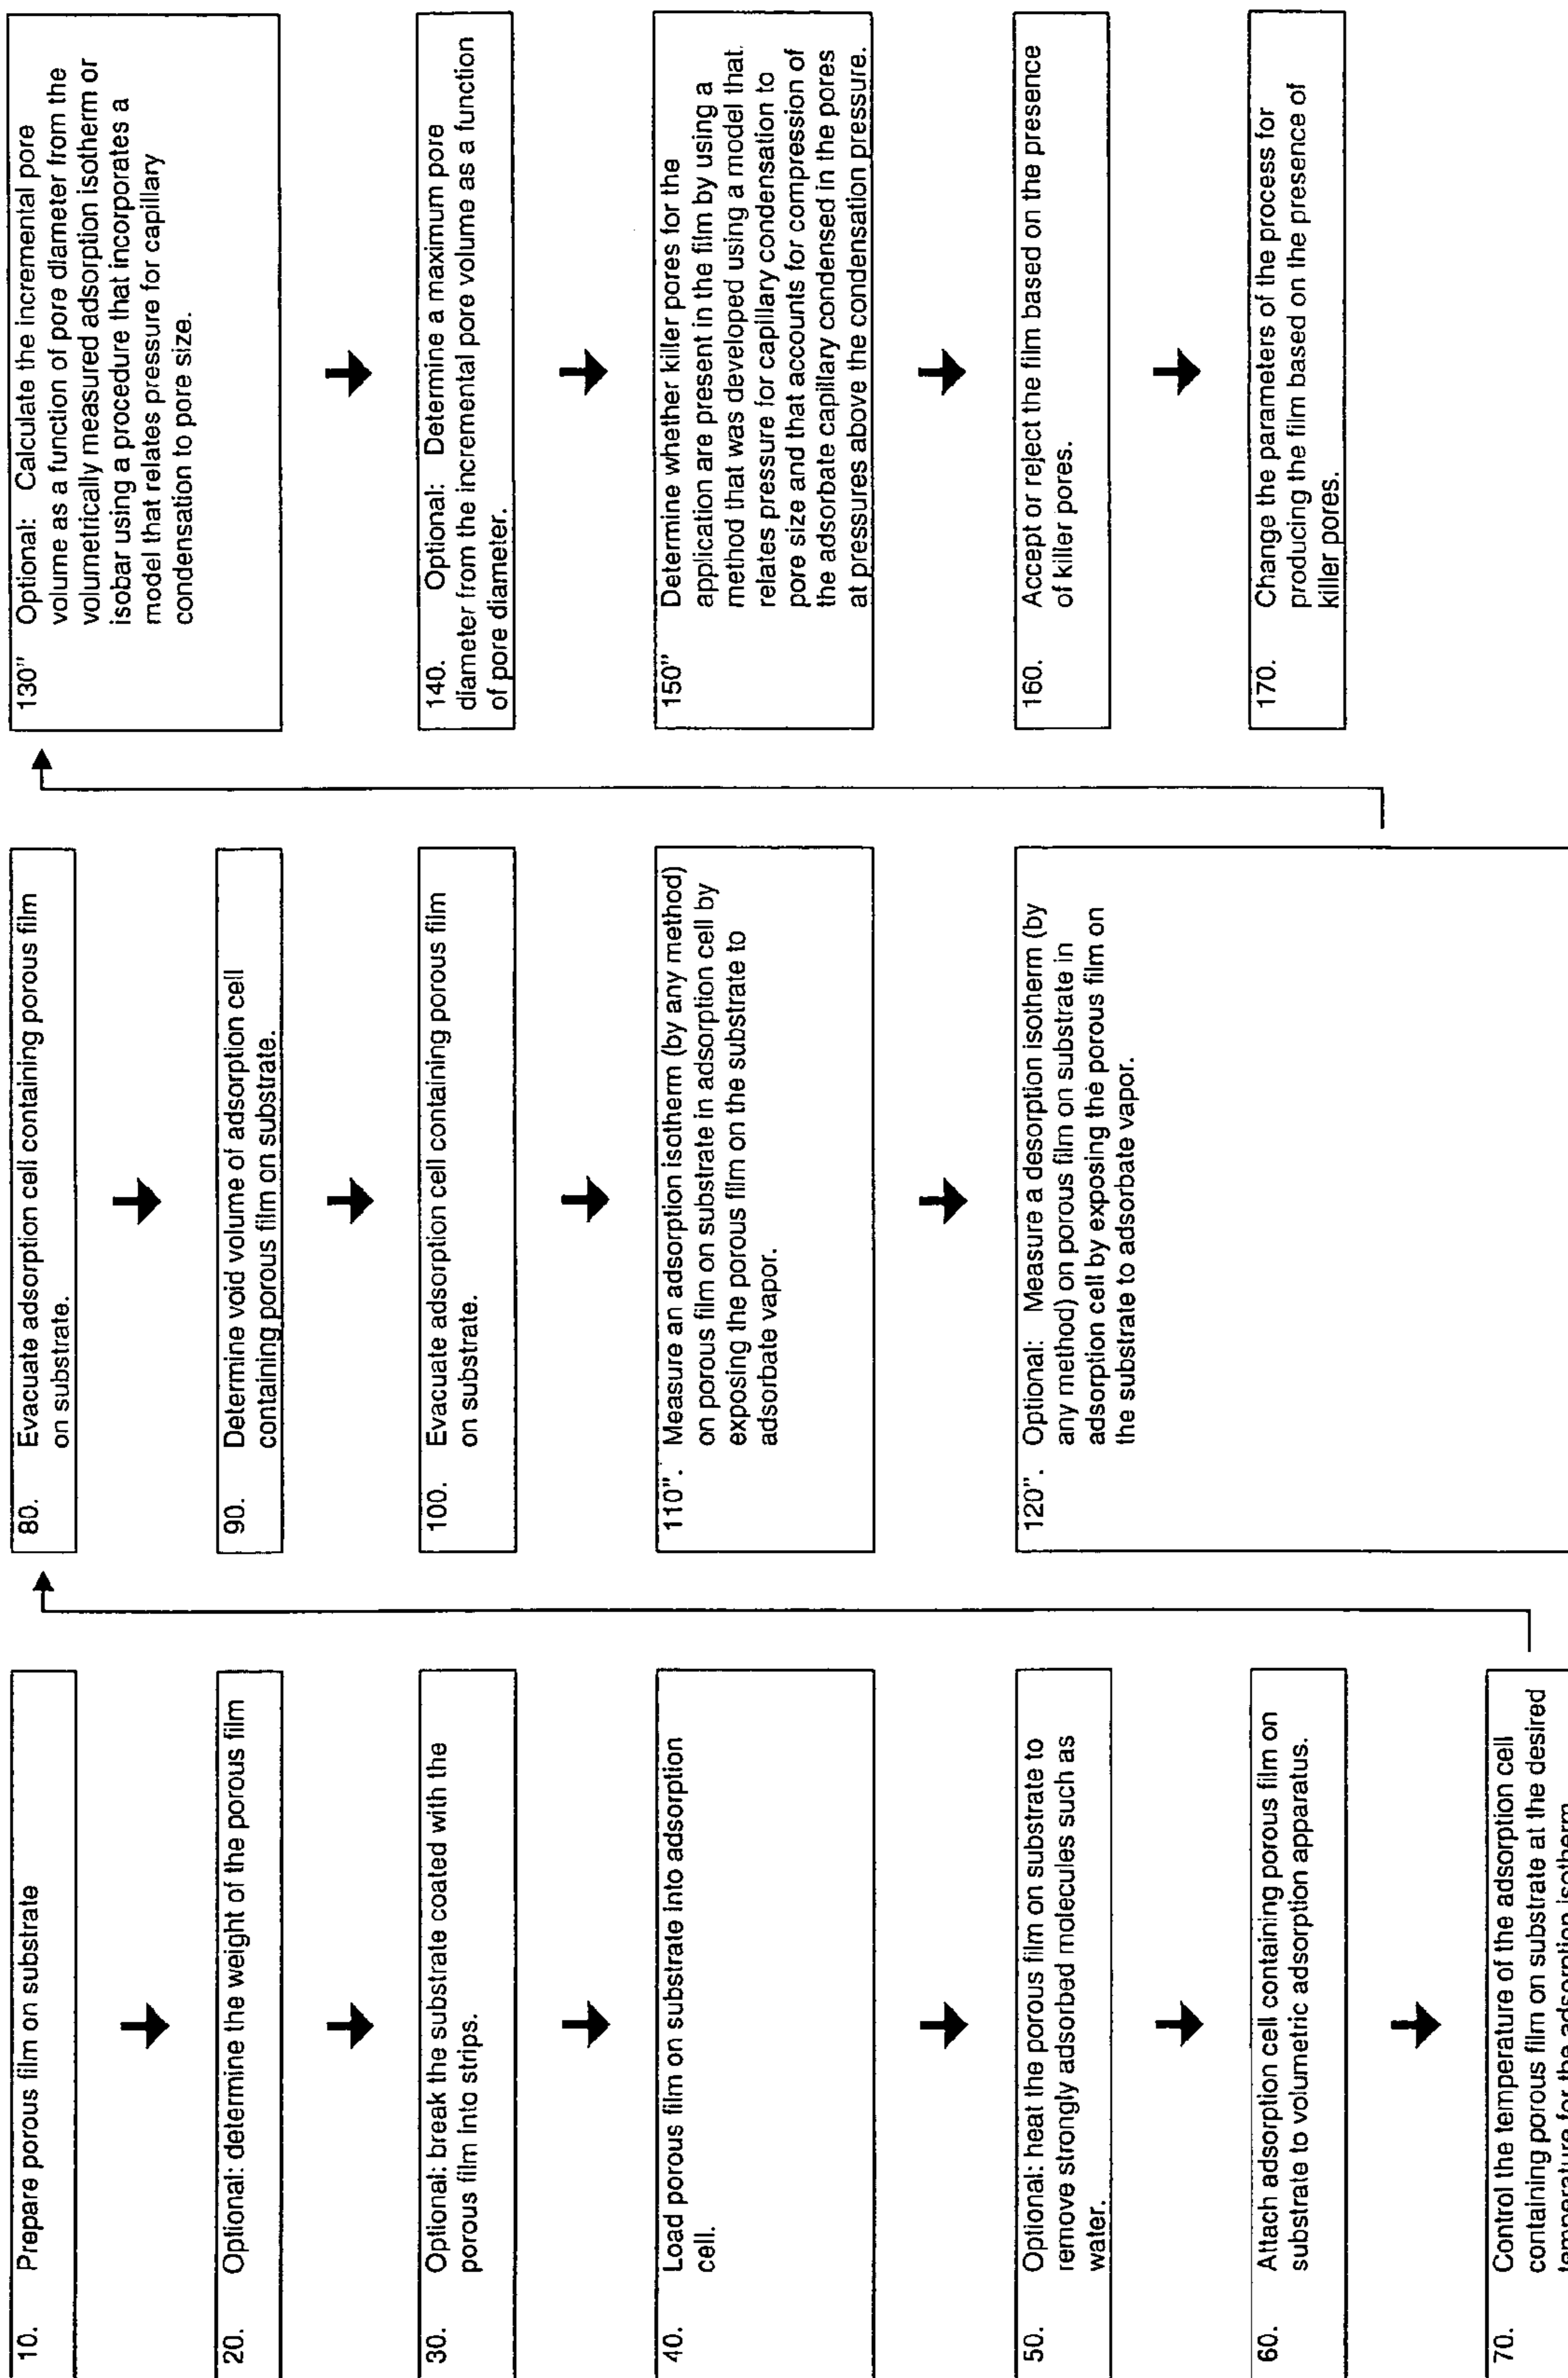 10. Prepare porous film on substrate
20. Optional: determine the weight of the porous film
30. Optional: break the substrate coated with the
porous film into strips.
40. Load porous film on substrate into adsorption
cell.
50. Optional: heat the porous film on substrate to
remove strongly adsorbed molecules such as
water.
60. Attach adsorption cell containing porous film on
substrate to volumetric adsorption apparatus.
70. Control the temperature of the adsorption cell
containing porous film on substrate at the desired
temperature for the adsorption isotherm
80. Evacuate adsorption cell containing porous film
on substrate.
90. Determine void volume of adsorption cell
containing porous film on substrate.
100. Evacuate adsorption cell containing porous film
on substrate.
110". Measure an adsorption isotherm (by any method)
on porous film on substrate in adsorption cell by
exposing the porous film on the substrate to
adsorbate vapor.
120". Optional: Measure a desorption isotherm (by
any method) on porous film on substrate in
adsorption cell by exposing the porous film on
the substrate to adsorbate vapor.
130" Optional: Calculate the incremental pore
volume as a function of pore diameter from the
volumetrically measured adsorption isotherm or
isobar using a procedure that incorporates a
model that relates pressure for capillary
condensation to pore size.
140. Optional: Determine a maximum pore
diameter from the incremental pore volume as a function
of pore diameter.
150" Determine whether killer pores for the
application are present in the film by using a
method that was developed using a model that
relates pressure for capillary condensation to
pore size and that accounts for compression of
the adsorbate capillary condensed in the pores
at pressures above the condensation pressure.
160. Accept or reject the film based on the presence
of killer pores.
170. Change the parameters of the process for
producing the film based on the presence of
killer pores.